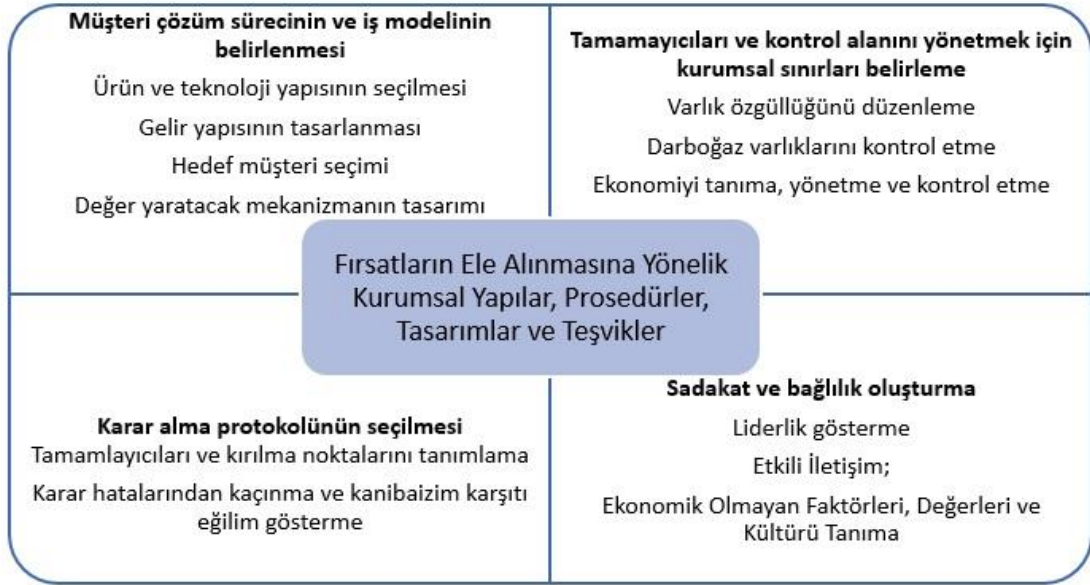 Müşteri çözüm sürecinin ve iş modelinin
belirlenmesi
Ürün ve teknoloji yapısının seçilmesi
Gelir yapısının tasarlanması
Hedef müşteri seçimi
Değer yaratacak mekanizmanın tasarımı
Tamamayıcıları ve kontrol alanını yönetmek için
kurumsal sınırları belirleme
Varlık özgüllüğünü düzenleme
Darboğaz varlıklarını kontrol etme
Ekonomiyi tanıma, yönetme ve kontrol etme
Fırsatların Ele Alınmasına Yönelik
Kurumsal Yapılar, Prosedürler,
Tasarımlar ve Teşvikler
Karar alma protokolünün seçilmesi
Tamamlayıcıları ve kırılma noktalarını tanımlama
Karar hatalarından kaçınma ve kanibaizim karşıtı
eğilim gösterme
Sadakat ve bağlılık oluşturma
Liderlik gösterme
Etkili İletişim;
Ekonomik Olmayan Faktörleri, Değerleri ve
Kültürü Tanıma